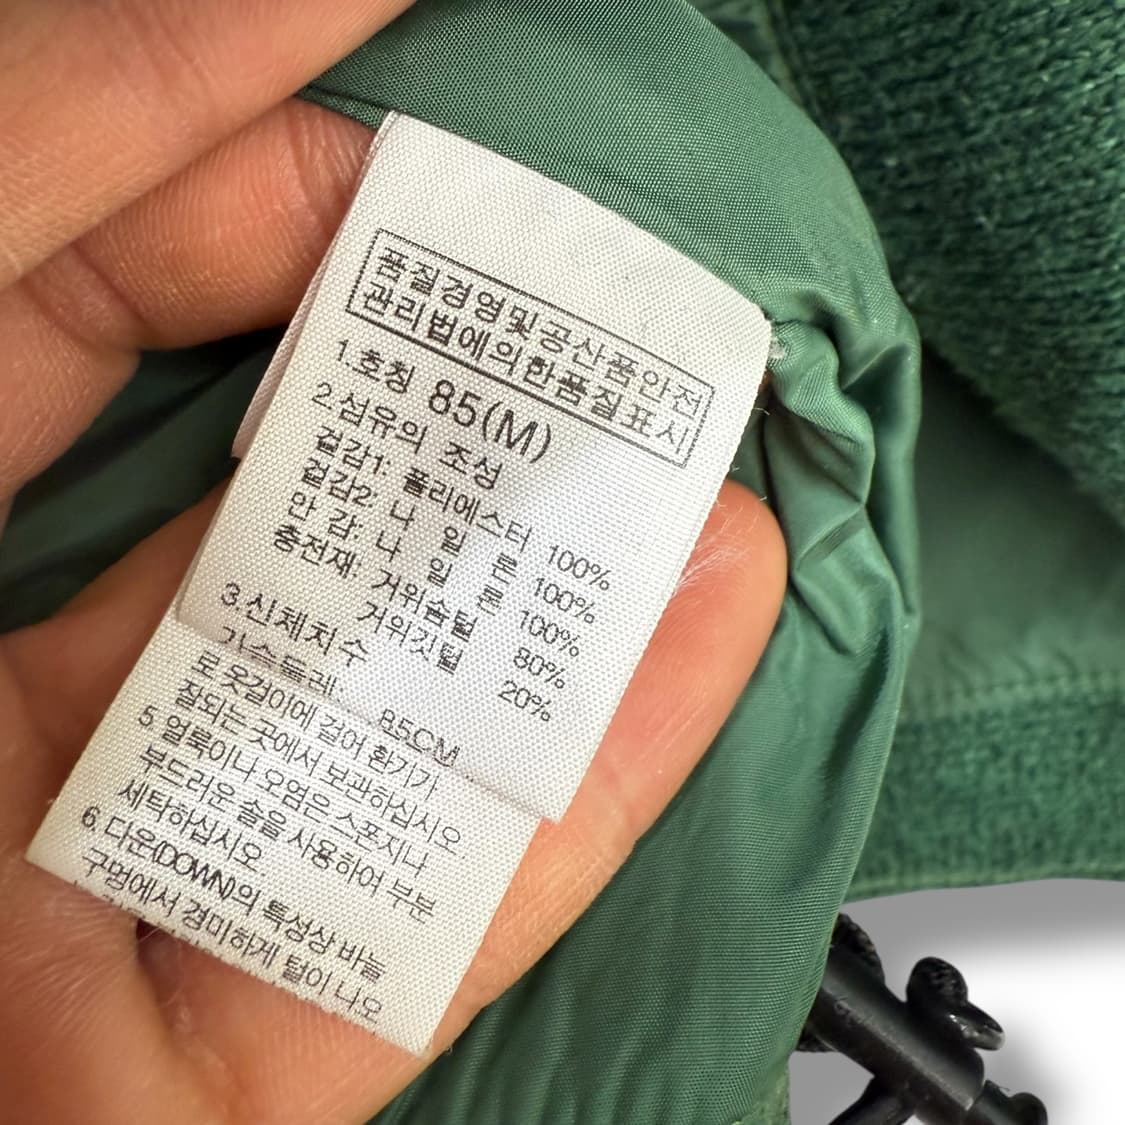 품질경영및공산품안전
관리법에의한품질표시
1.호칭 85(M)
2.섬유의 조성
겉감1: 폴리에스터 100%
겉감2: 나 일 론 100%
안 감: 나 일 론 100%
충전재: 거위솜털 80%
거위깃털 20%
3.신체치수
가슴둘레: 85CM
로 옷걸이에 걸어 환기가
잘되는 곳에서 보관하십시오
5.얼룩이나 오염은 스폰지나
부드러운 솔을 사용하여 부분
세탁하십시오
6.다운(DOWN)의 특성상 바늘
구멍에서 경미하게 털이 나오